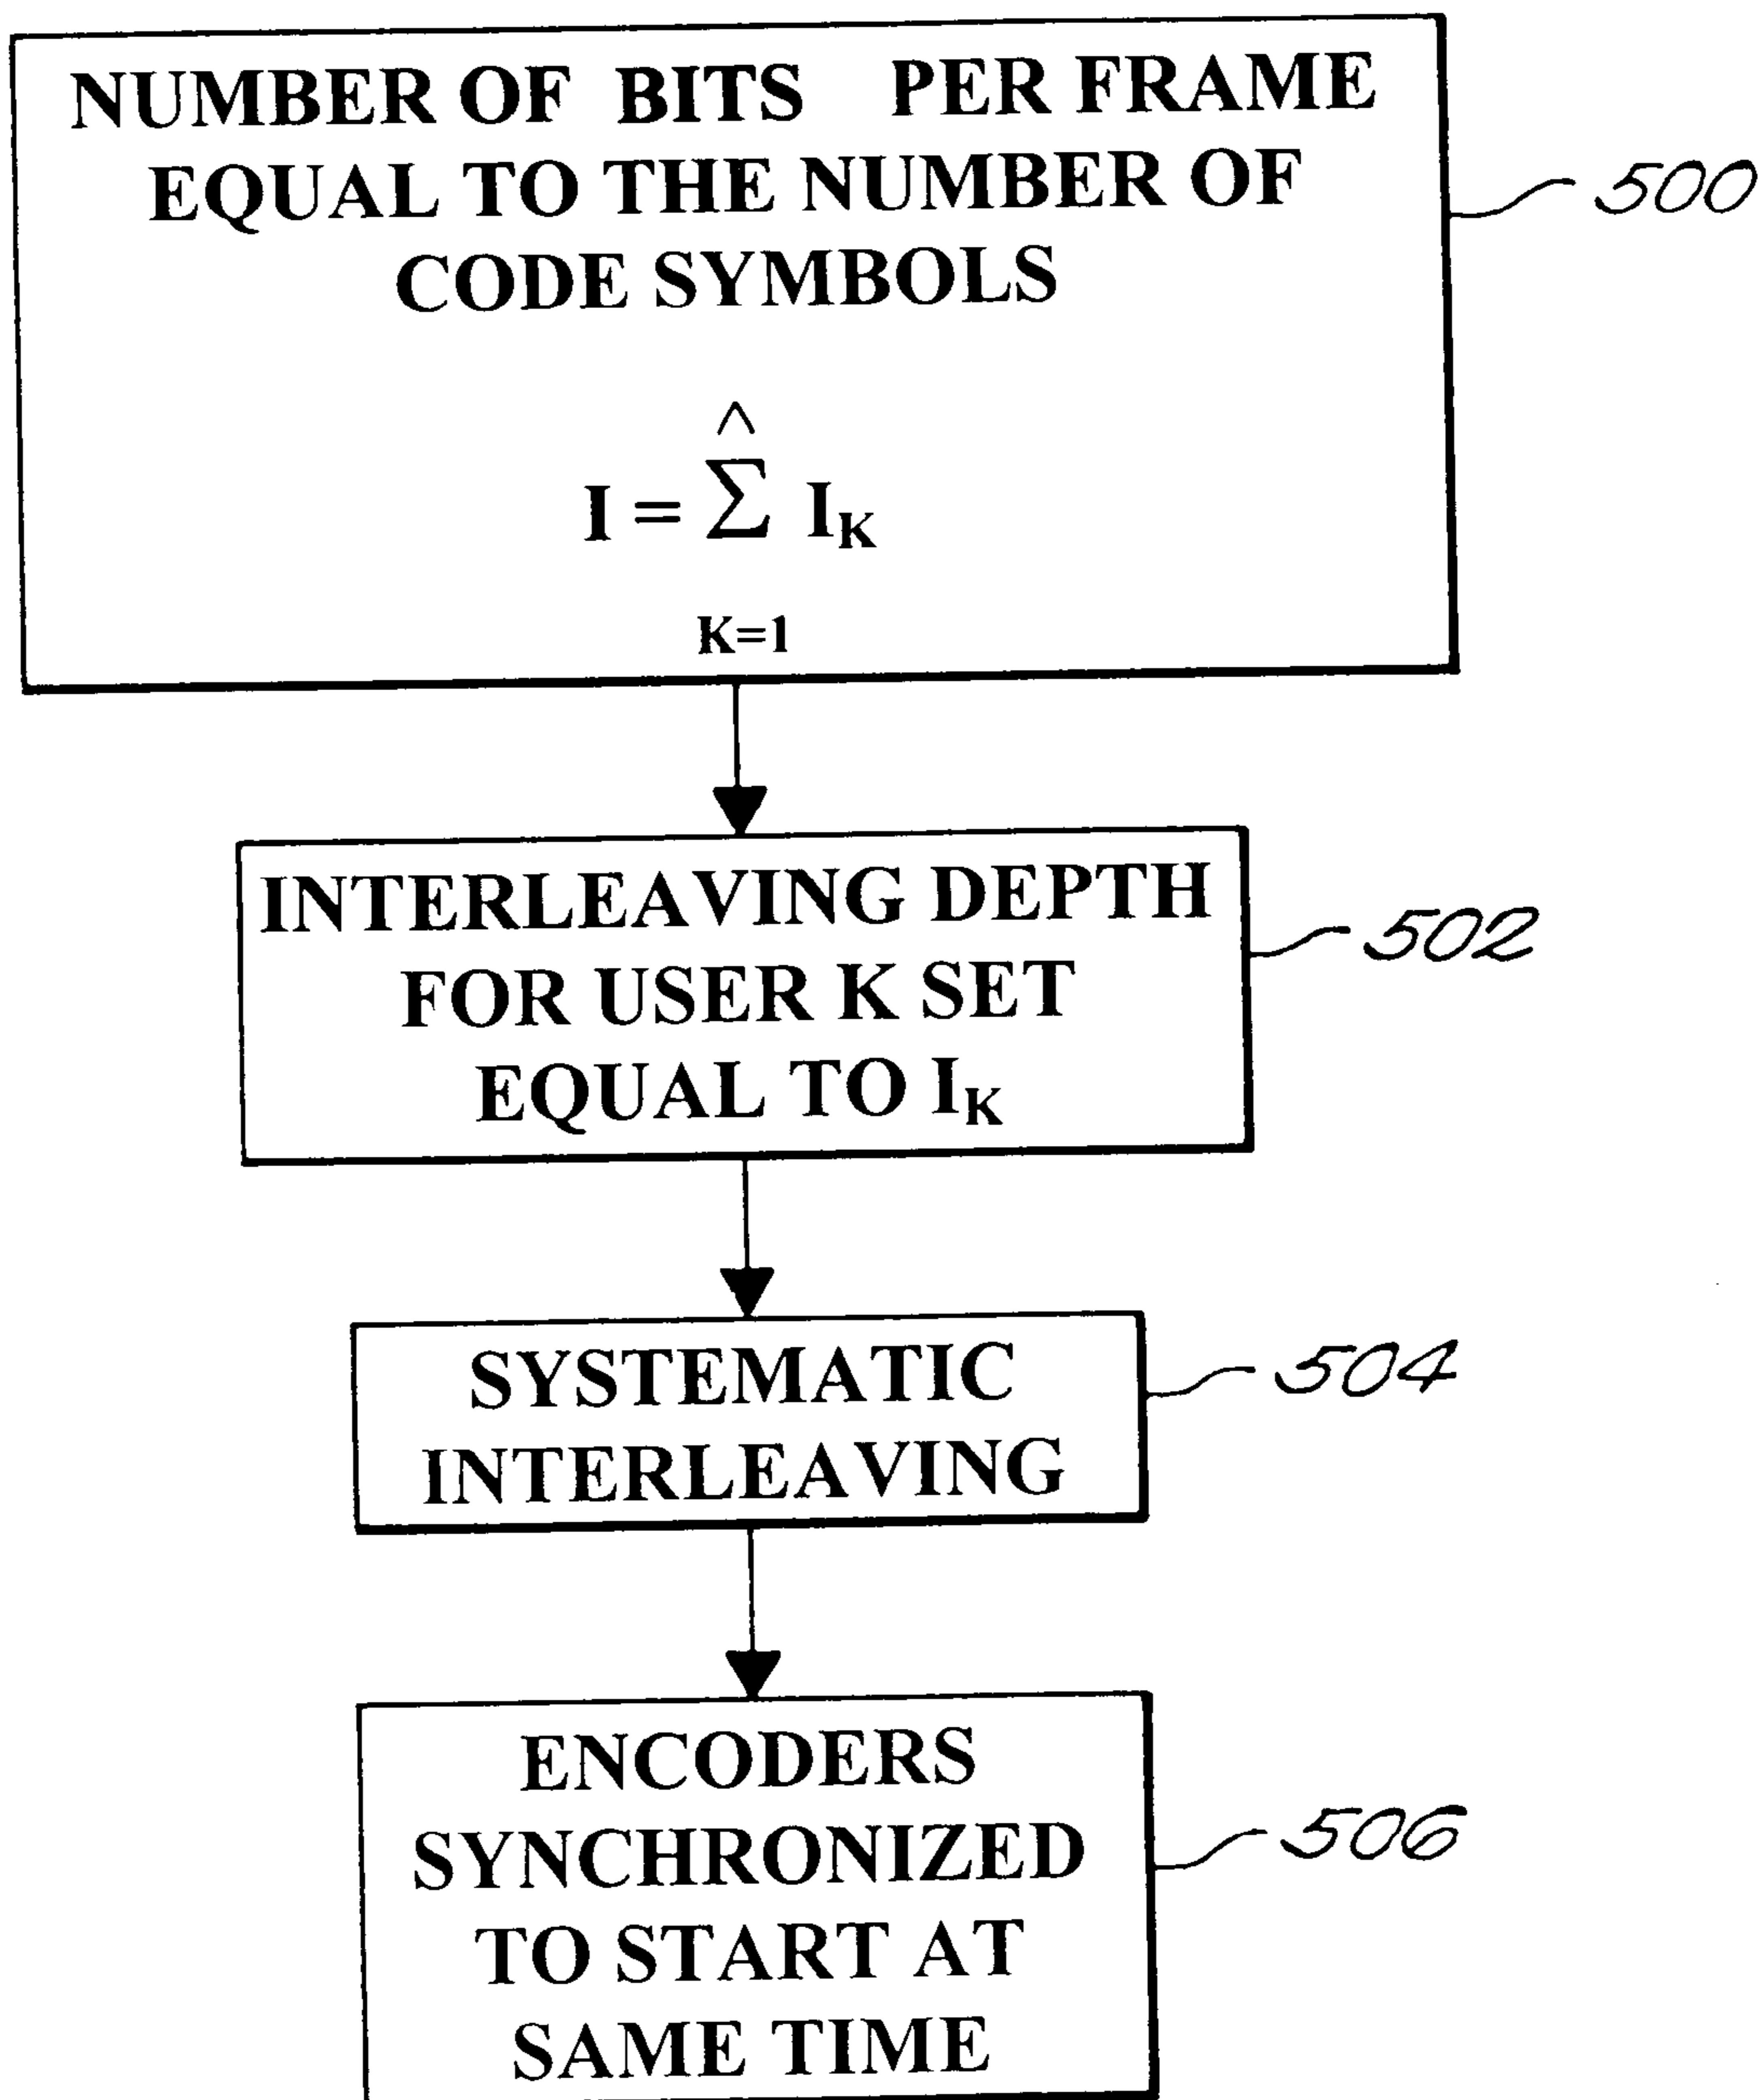 NUMBER OF BITS PER FRAME
EQUAL TO THE NUMBER OF
CODE SYMBOLS
500
^
I = Σ I_K
K=1
INTERLEAVING DEPTH
FOR USER K SET
EQUAL TO I_K
502
SYSTEMATIC
INTERLEAVING
504
ENCODERS
SYNCHRONIZED
TO START AT
SAME TIME
506